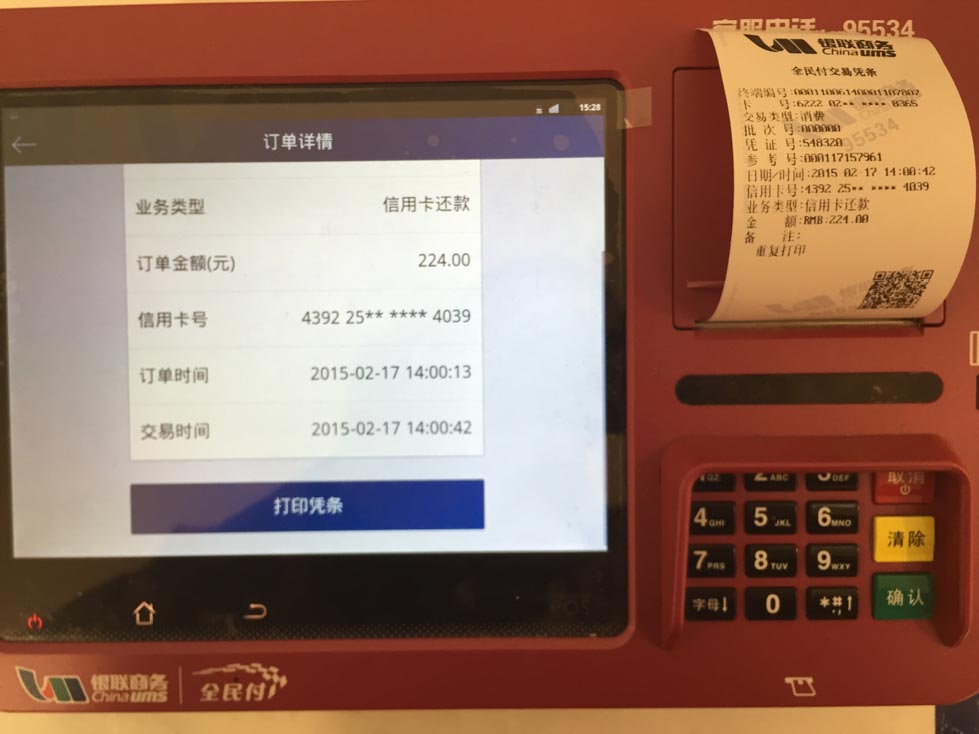 客服电话:95534
15:28
订单详情
业务类型 信用卡还款
订单金额(元) 224.00
信用卡号 4392 25** **** 4039
订单时间 2015-02-17 14:00:13
交易时间 2015-02-17 14:00:42
打印凭条
POS
银联商务
China ums
全民付
银联商务
China ums
全民付交易凭条
终端编号:00011006140001107802
卡 号:6222 02** **** 8365
交易类型:消费
批 次 号:000000
凭 证 号:548320
参 考 号:000117157961
日期/时间:2015 02-17 14:00:42
信用卡号:4392 25** **** 4039
业务类型:信用卡还款
金 额:RMB:224.00
备 注:
重复打印
95534
2 ABC
3 DEF
取消
4 GHI
5 JKL
6 MNO
清除
7 PRS
8 TUV
9 WXY
字母↓
0
*#↑
确认